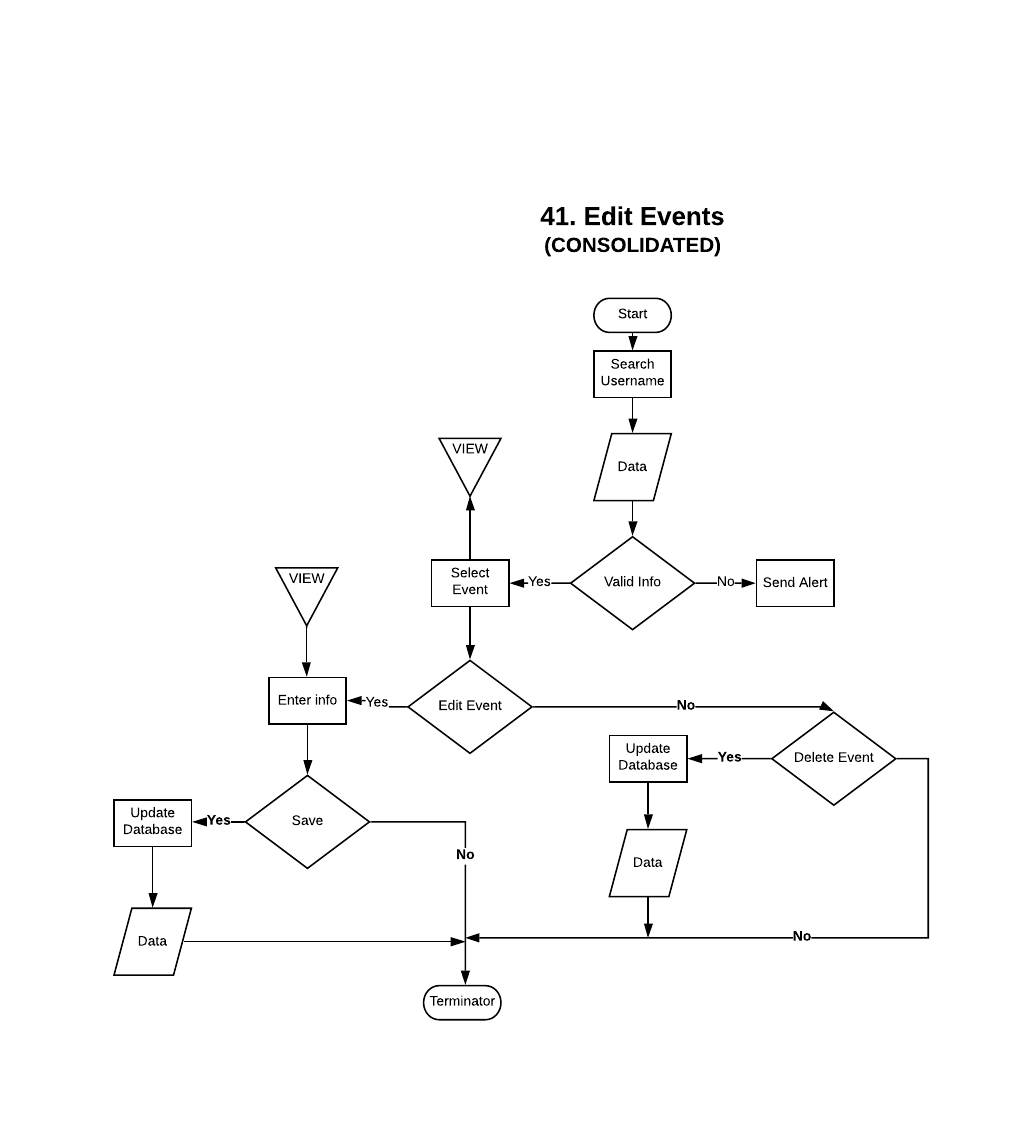 41. Edit Events
(CONSOLIDATED)
Start
Search
Username
Data
VIEW
Valid Info
Yes
No
Send Alert
Select
Event
VIEW
Enter info
Yes
Edit Event
No
Delete Event
Yes
Update
Database
Data
No
Save
Yes
No
Update
Database
Data
Terminator